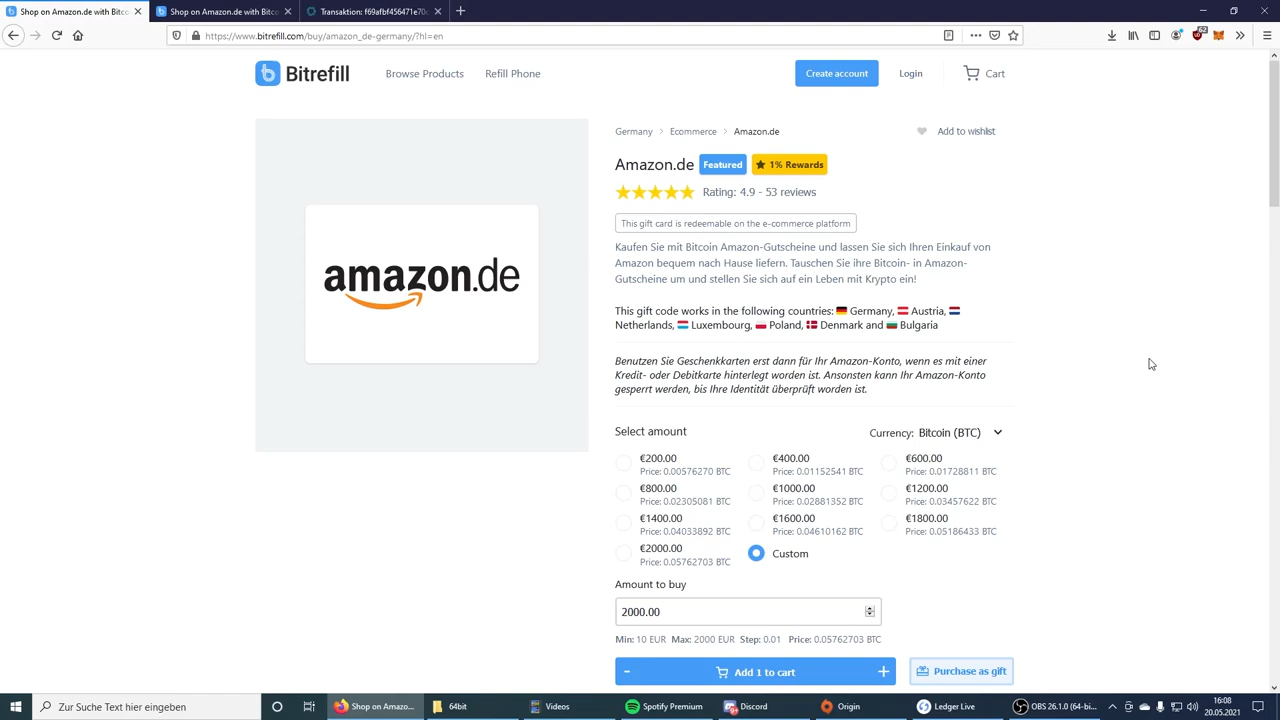 Shop on Amazon.de with Bitco
Shop on Amazon.de with Bitco
Transaktion: f69afbf456471e70c
https://www.bitrefill.com/buy/amazon_de-germany/?hl=en
Bitrefill
Browse Products
Refill Phone
Create account
Login
Cart
Germany
Ecommerce
Amazon.de
Add to wishlist
Amazon.de
Featured
1% Rewards
Rating: 4.9 - 53 reviews
This gift card is redeemable on the e-commerce platform
Kaufen Sie mit Bitcoin Amazon-Gutscheine und lassen Sie sich Ihren Einkauf von
Amazon bequem nach Hause liefern. Tauschen Sie ihre Bitcoin- in Amazon-
Gutscheine um und stellen Sie sich auf ein Leben mit Krypto ein!
amazon.de
This gift code works in the following countries: Germany, Austria,
Netherlands, Luxembourg, Poland, Denmark and Bulgaria
Benutzen Sie Geschenkkarten erst dann für Ihr Amazon-Konto, wenn es mit einer
Kredit- oder Debitkarte hinterlegt worden ist. Ansonsten kann Ihr Amazon-Konto
gesperrt werden, bis Ihre Identität überprüft worden ist.
Select amount
Currency: Bitcoin (BTC)
€200.00
Price: 0.00576270 BTC
€400.00
Price: 0.01152541 BTC
€600.00
Price: 0.01728811 BTC
€800.00
Price: 0.02305081 BTC
€1000.00
Price: 0.02881352 BTC
€1200.00
Price: 0.03457622 BTC
€1400.00
Price: 0.04033892 BTC
€1600.00
Price: 0.04610162 BTC
€1800.00
Price: 0.05186433 BTC
€2000.00
Price: 0.05762703 BTC
Custom
Amount to buy
2000.00
Min: 10 EUR Max: 2000 EUR Step: 0.01 Price: 0.05762703 BTC
- Add 1 to cart +
Purchase as gift
Zur Suche Text hier eingeben
Shop on Amazo...
64bit
Videos
Spotify Premium
Discord
Origin
Ledger Live
OBS 26.1.0 (64-bi...
16:08
20.05.2021